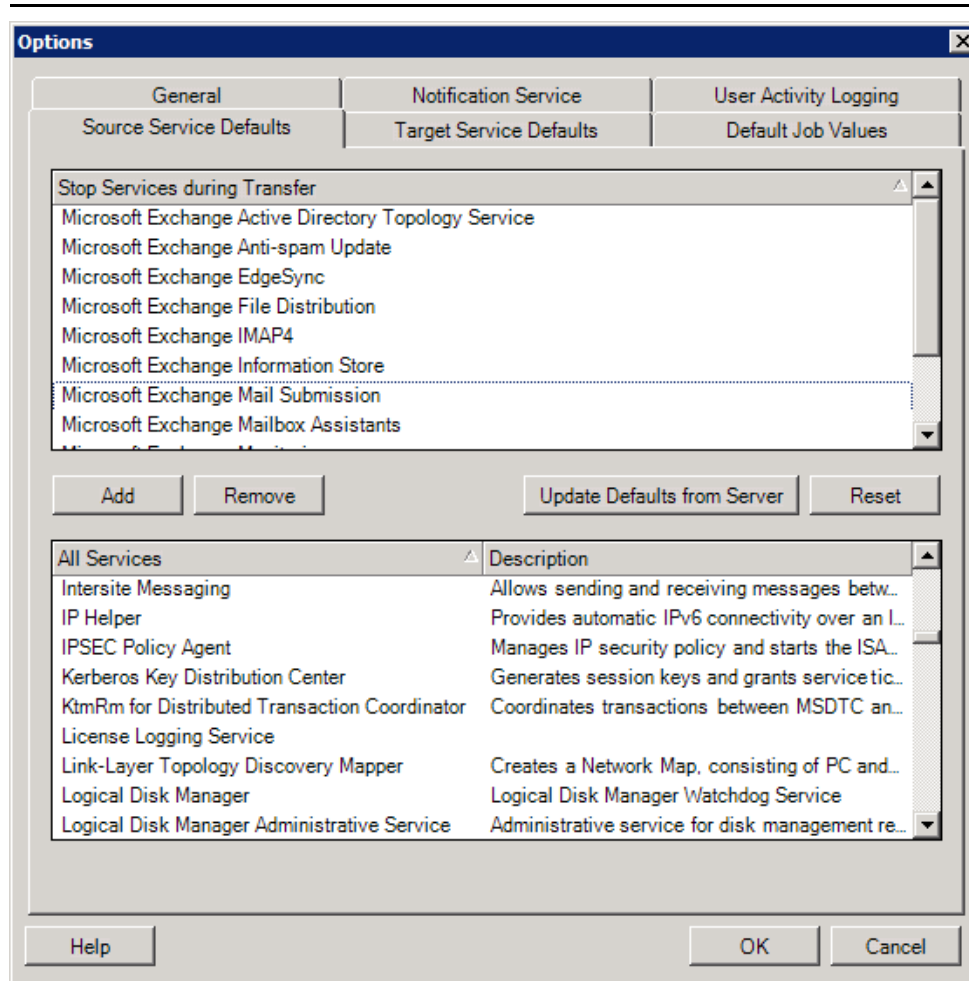 Options
General Notification Service User Activity Logging
Source Service Defaults Target Service Defaults Default Job Values
Stop Services during Transfer
Microsoft Exchange Active Directory Topology Service
Microsoft Exchange Anti-spam Update
Microsoft Exchange EdgeSync
Microsoft Exchange File Distribution
Microsoft Exchange IMAP4
Microsoft Exchange Information Store
Microsoft Exchange Mail Submission
Microsoft Exchange Mailbox Assistants
Add Remove Update Defaults from Server Reset
All Services Description
Intersite Messaging Allows sending and receiving messages betw...
IP Helper Provides automatic IPv6 connectivity over an I...
IPSEC Policy Agent Manages IP security policy and starts the ISA...
Kerberos Key Distribution Center Generates session keys and grants service tic...
KtmRm for Distributed Transaction Coordinator Coordinates transactions between MSDTC an...
License Logging Service
Link-Layer Topology Discovery Mapper Creates a Network Map, consisting of PC and...
Logical Disk Manager Logical Disk Manager Watchdog Service
Logical Disk Manager Administrative Service Administrative service for disk management re...
Help OK Cancel